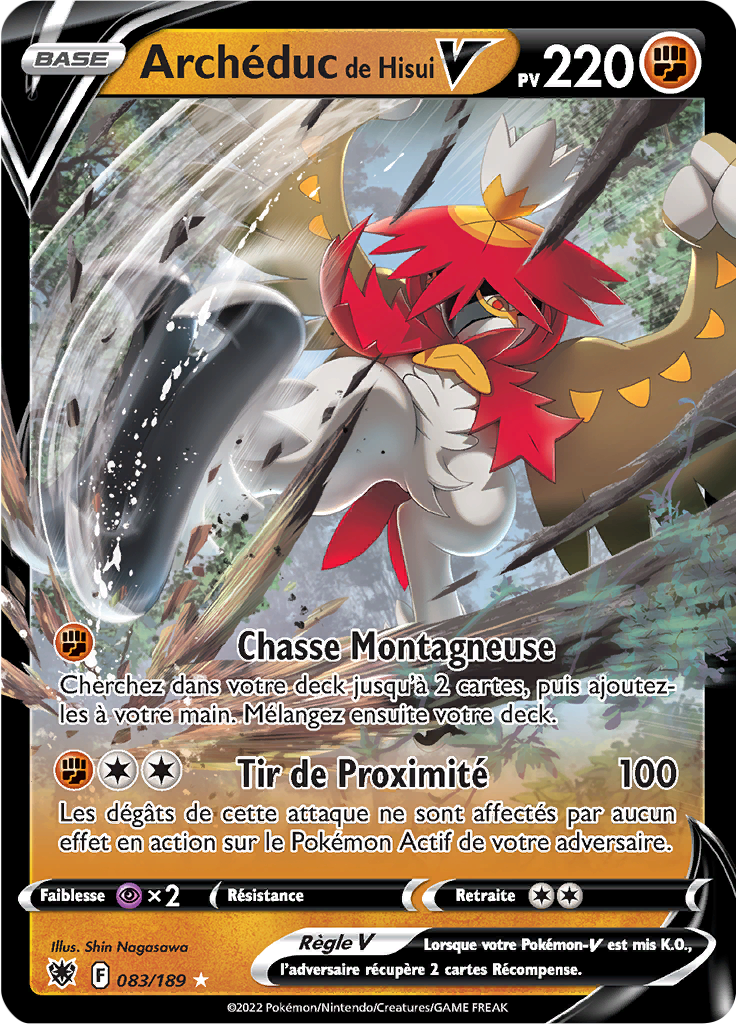 BASE
Archéduc de Hisui V PV 220
Chasse Montagneuse
Cherchez dans votre deck jusqu'à 2 cartes, puis ajoutez-
les à votre main. Mélangez ensuite votre deck.
Tir de Proximité 100
Les dégâts de cette attaque ne sont affectés par aucun
effet en action sur le Pokémon Actif de votre adversaire.
Faiblesse ×2 Résistance Retraite
Illus. Shin Nagasawa
Règle V Lorsque votre Pokémon-V est mis K.O.,
l'adversaire récupère 2 cartes Récompense.
F 083/189 ★
©2022 Pokémon/Nintendo/Creatures/GAME FREAK